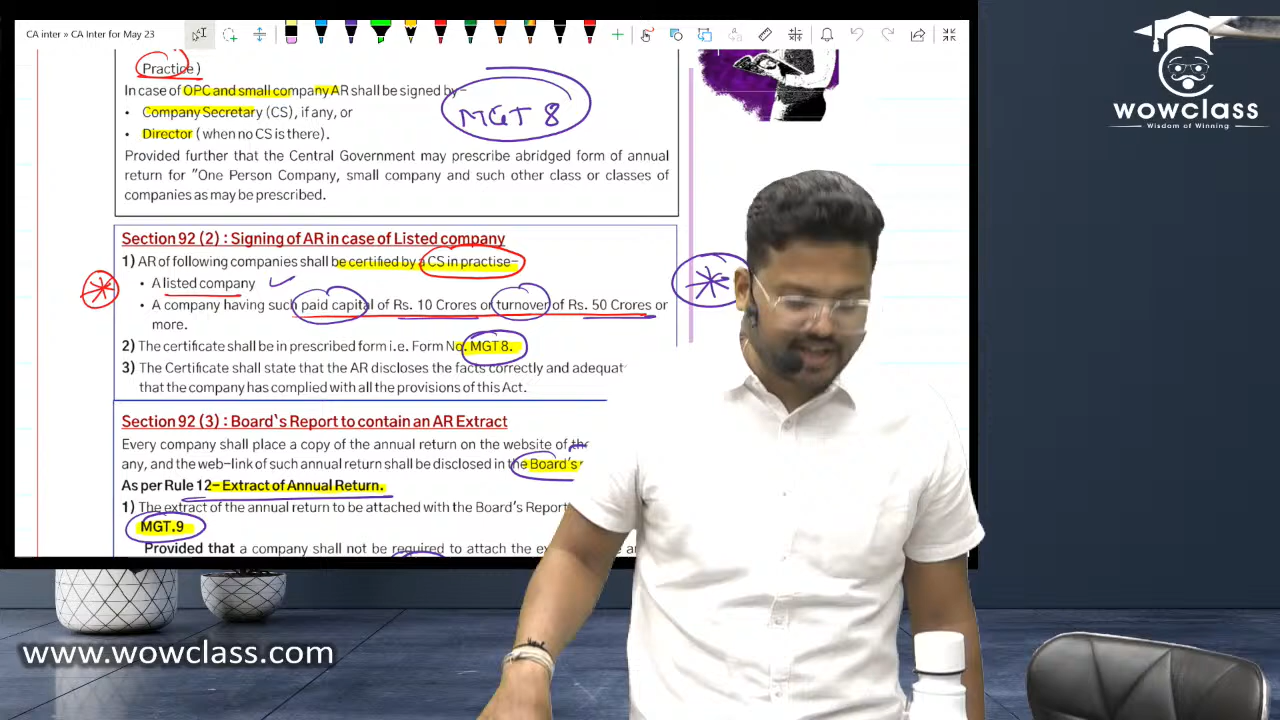 CA inter » CA Inter for May 23
wowclass
Wisdom of Winning
Practice)
In case of OPC and small company AR shall be signed by-
• Company Secretary (CS), if any, or
MGT 8
• Director ( when no CS is there).
Provided further that the Central Government may prescribe abridged form of annual
return for "One Person Company, small company and such other class or classes of
companies as may be prescribed.
Section 92 (2) : Signing of AR in case of Listed company
1) AR of following companies shall be certified by a CS in practise-
• A listed company
• A company having such paid capital of Rs. 10 Crores or turnover of Rs. 50 Crores or
more.
2) The certificate shall be in prescribed form i.e. Form No. MGT 8.
3) The Certificate shall state that the AR discloses the facts correctly and
that the company has complied with all the provisions of this Act.
Section 92 (3) : Board's Report to contain an AR Extract
Every company shall place a copy of the annual return on the website of the
any, and the web-link of such annual return shall be disclosed in the Board's
As per Rule 12- Extract of Annual Return.
1) The extract of the annual return to be attached with the Board's Report
MGT.9
Provided that a company shall not be required to attach the
www.wowclass.com